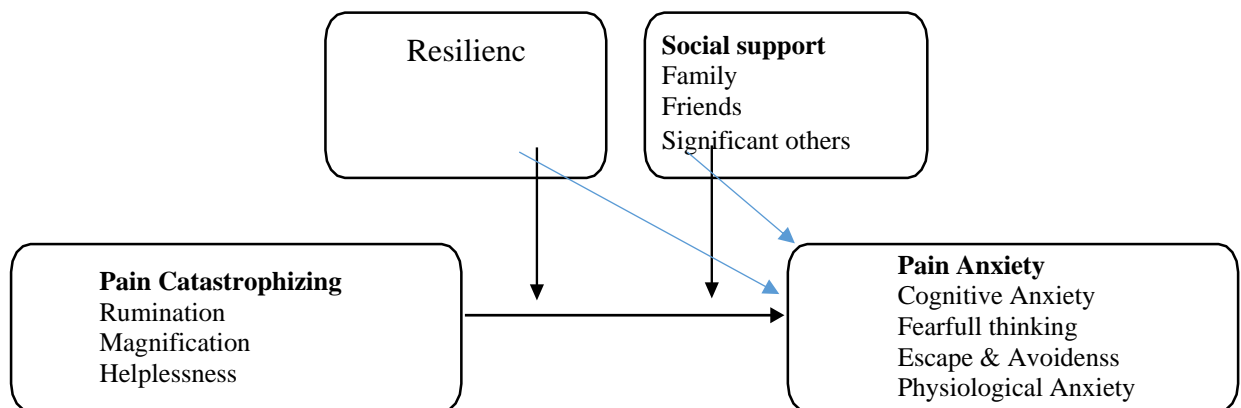 Resilienc
Social support
Family
Friends
Significant others
Pain Catastrophizing
Rumination
Magnification
Helplessness
Pain Anxiety
Cognitive Anxiety
Fearfull thinking
Escape & Avoidenss
Physiological Anxiety